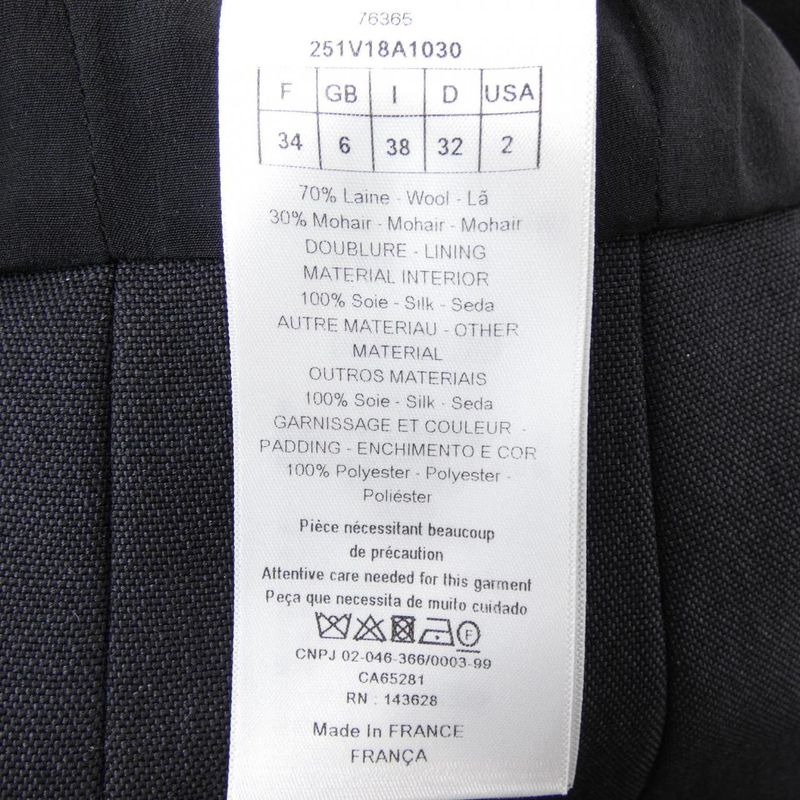 76365
251V18A1030
F GB I D USA
34 6 38 32 2
70% Laine - Wool - Lã
30% Mohair - Mohair - Mohair
DOUBLURE - LINING
MATERIAL INTERIOR
100% Soie - Silk - Seda
AUTRE MATERIAU - OTHER
MATERIAL
OUTROS MATERIAIS
100% Soie - Silk - Seda
GARNISSAGE ET COULEUR -
PADDING - ENCHIMENTO E COR
100% Polyester - Polyester -
Poliéster
Pièce nécessitant beaucoup
de précaution
Attentive care needed for this garment
Peça que necessita de muito cuidado
F
CNPJ 02-046-366/0003-99
CA65281
RN : 143628
Made In FRANCE
FRANÇA